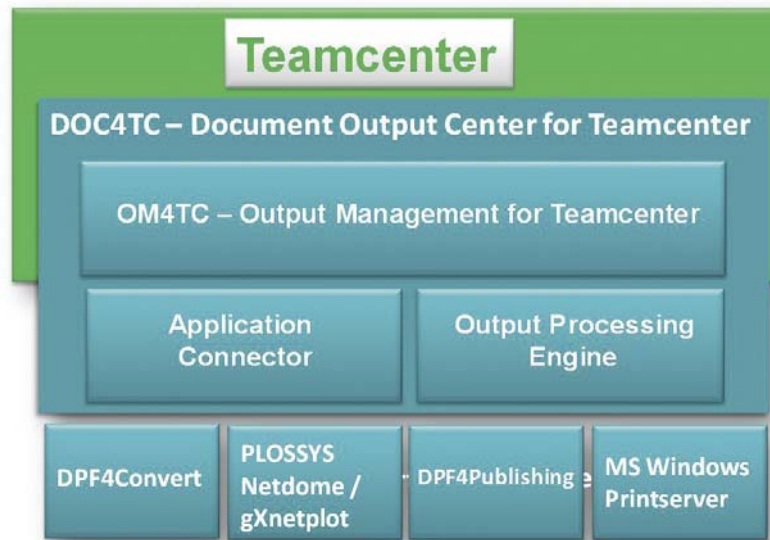 Teamcenter
DOC4TC – Document Output Center for Teamcenter
OM4TC – Output Management for Teamcenter
Application
Connector
Output Processing
Engine
DPF4Convert
PLOSSYS
Netdome /
gXnetplot
DPF4Publishing
MS Windows
Printserver